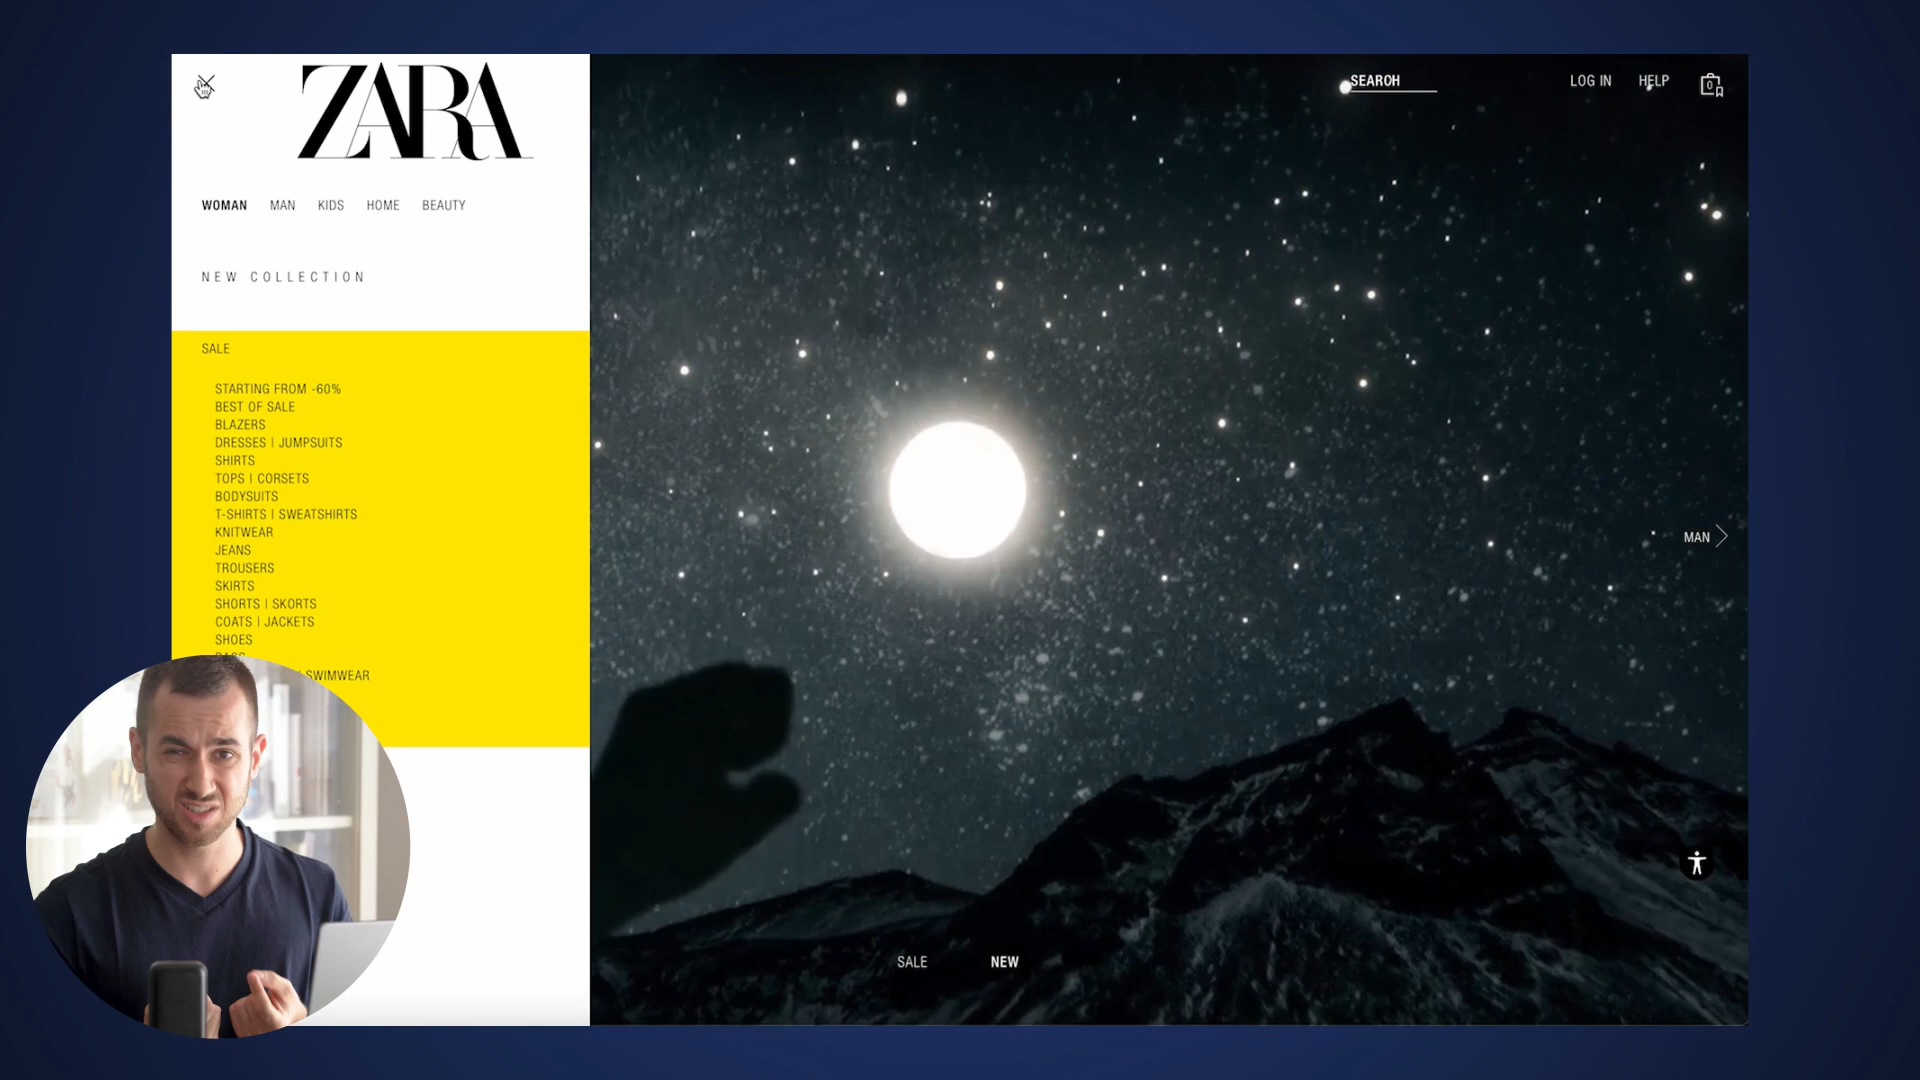 ZARA
SEARCH
LOG IN
HELP
0
WOMAN MAN KIDS HOME BEAUTY
NEW COLLECTION
SALE
STARTING FROM -60%
BEST OF SALE
BLAZERS
DRESSES | JUMPSUITS
SHIRTS
TOPS | CORSETS
BODYSUITS
T-SHIRTS | SWEATSHIRTS
KNITWEAR
JEANS
TROUSERS
SKIRTS
SHORTS | SKORTS
COATS | JACKETS
SHOES
| SWIMWEAR
MAN
SALE
NEW